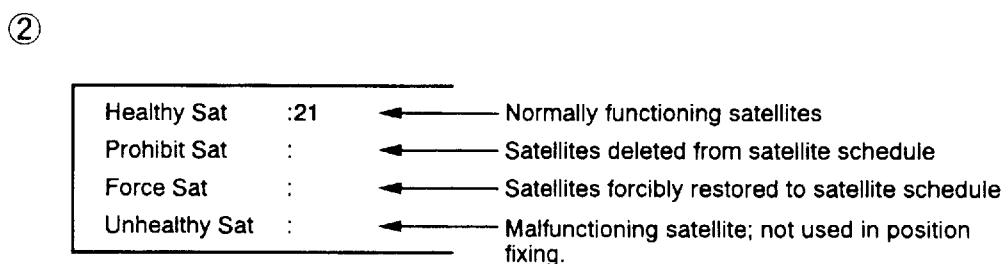 ②
Healthy Sat :21 Normally functioning satellites
Prohibit Sat : Satellites deleted from satellite schedule
Force Sat : Satellites forcibly restored to satellite schedule
Unhealthy Sat : Malfunctioning satellite; not used in position
fixing.